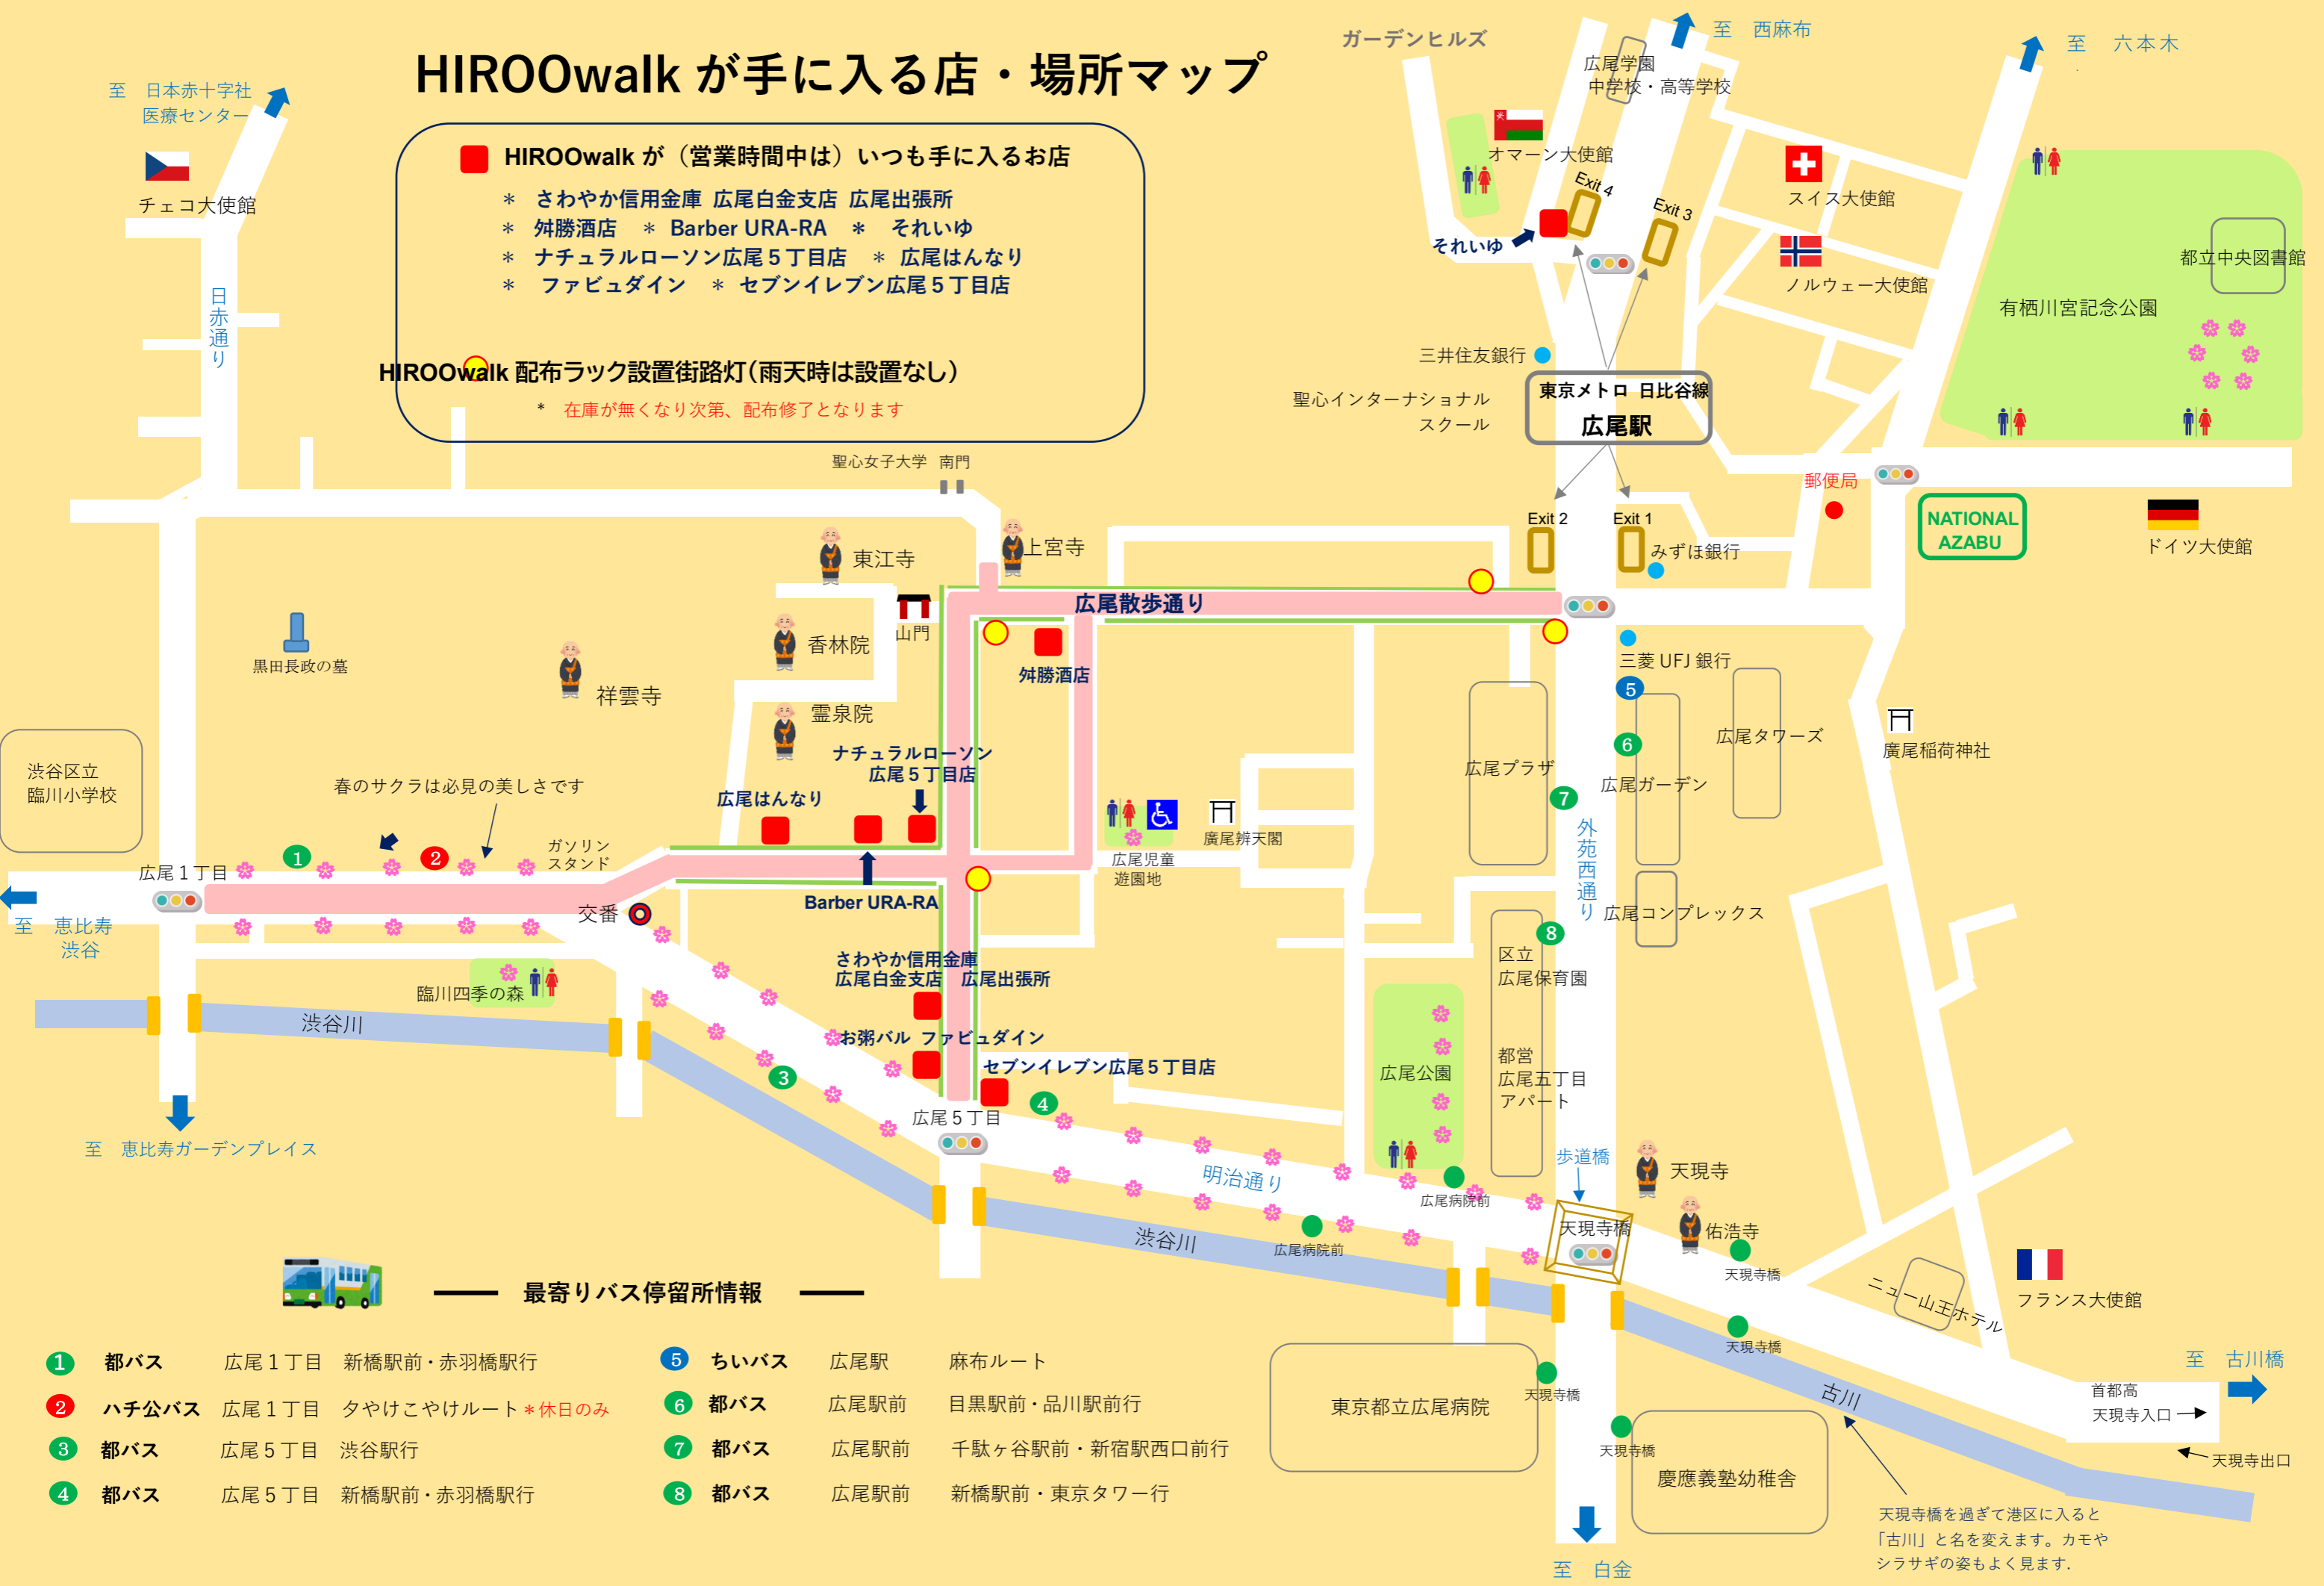 HIROOwalk が手に入る店・場所マップ
HIROOwalk が（営業時間中は）いつも手に入るお店
＊ さわやか信用金庫 広尾白金支店 広尾出張所
＊ 舛勝酒店 ＊ Barber URA-RA ＊ それいゆ
＊ ナチュラルローソン広尾５丁目店 ＊ 広尾はんなり
＊ ファビュダイン ＊ セブンイレブン広尾５丁目店
HIROOwalk 配布ラック設置街路灯（雨天時は設置なし）
* 在庫が無くなり次第、配布修了となります
至 日本赤十字社
医療センター
チェコ大使館
日赤通り
ガーデンヒルズ
広尾学園
中学校・高等学校
至 西麻布
至 六本木
オマーン大使館
Exit 4
Exit 3
それいゆ
スイス大使館
ノルウェー大使館
都立中央図書館
有栖川宮記念公園
三井住友銀行
聖心インターナショナル
スクール
東京メトロ 日比谷線
広尾駅
聖心女子大学 南門
郵便局
NATIONAL
AZABU
ドイツ大使館
Exit 2
Exit 1
みずほ銀行
東江寺
上宮寺
広尾散歩通り
山門
香林院
舛勝酒店
黒田長政の墓
祥雲寺
霊泉院
三菱 UFJ 銀行
5
6
7
8
広尾タワーズ
廣尾稲荷神社
広尾プラザ
広尾ガーデン
外苑西通り
広尾コンプレックス
渋谷区立
臨川小学校
春のサクラは必見の美しさです
ナチュラルローソン
広尾５丁目店
広尾はんなり
Barber URA-RA
ガソリン
スタンド
1
2
広尾１丁目
交番
至 恵比寿
渋谷
廣尾辨天閣
広尾児童
遊園地
さわやか信用金庫
広尾白金支店 広尾出張所
臨川四季の森
渋谷川
お粥バル ファビュダイン
セブンイレブン広尾５丁目店
3
4
広尾５丁目
至 恵比寿ガーデンプレイス
区立
広尾保育園
都営
広尾五丁目
アパート
広尾公園
明治通り
渋谷川
広尾病院前
広尾病院前
歩道橋
天現寺橋
天現寺
佑浩寺
天現寺橋
天現寺橋
天現寺橋
天現寺橋
ニュー山王ホテル
フランス大使館
至 古川橋
首都高
天現寺入口
天現寺出口
古川
東京都立広尾病院
慶應義塾幼稚舎
至 白金
天現寺橋を過ぎて港区に入ると
「古川」と名を変えます。カモや
シラサギの姿もよく見ます.
最寄りバス停留所情報
1 都バス 広尾１丁目 新橋駅前・赤羽橋駅行
2 ハチ公バス 広尾１丁目 夕やけこやけルート＊休日のみ
3 都バス 広尾５丁目 渋谷駅行
4 都バス 広尾５丁目 新橋駅前・赤羽橋駅行
5 ちいバス 広尾駅 麻布ルート
6 都バス 広尾駅前 目黒駅前・品川駅前行
7 都バス 広尾駅前 千駄ヶ谷駅前・新宿駅西口前行
8 都バス 広尾駅前 新橋駅前・東京タワー行